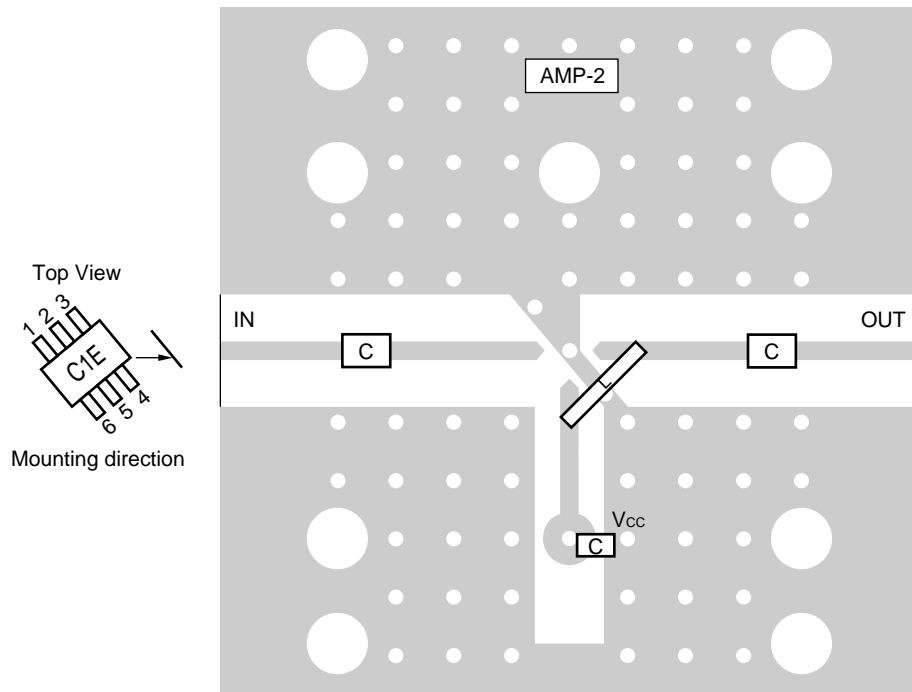 AMP-2
Top View
1 2 3
C1E
6 5 4
Mounting direction
IN
OUT
C
C
L
VCC
C